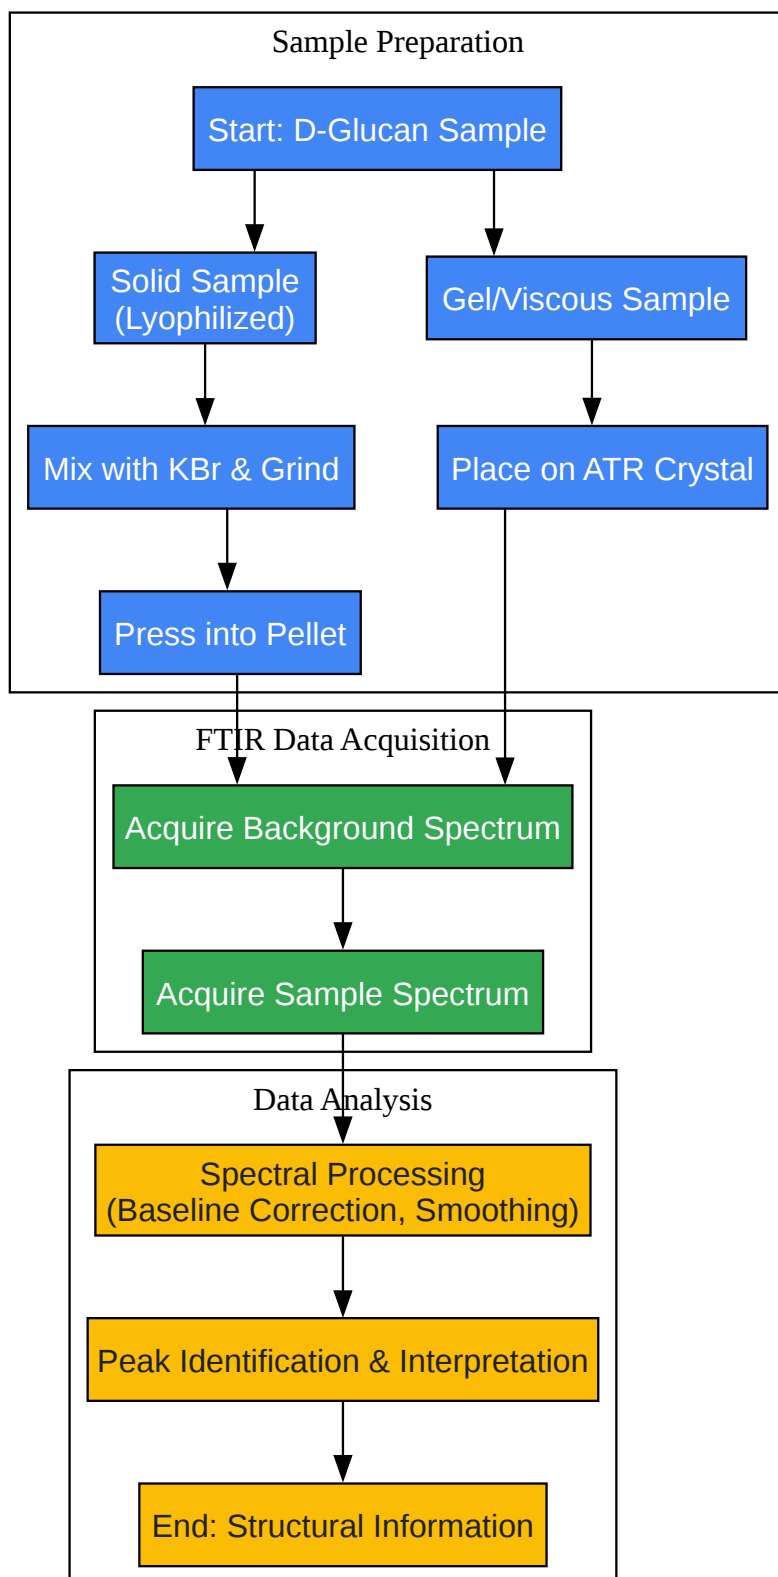 Sample Preparation
Start: D-Glucan Sample
Solid Sample
(Lyophilized)
Gel/Viscous Sample
Mix with KBr & Grind
Place on ATR Crystal
Press into Pellet
FTIR Data Acquisition
Acquire Background Spectrum
Acquire Sample Spectrum
Data Analysis
Spectral Processing
(Baseline Correction, Smoothing)
Peak Identification & Interpretation
End: Structural Information